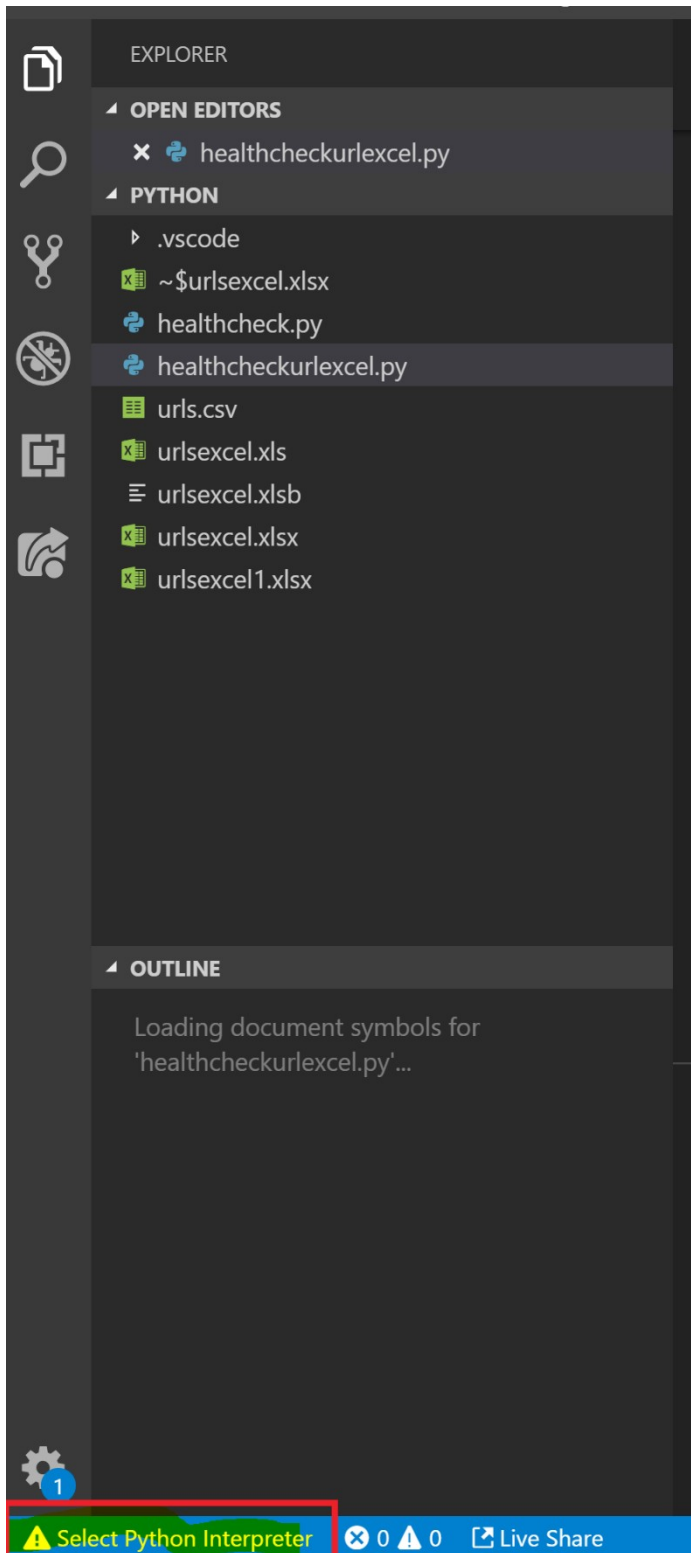 EXPLORER
OPEN EDITORS
healthcheckurlexcel.py
PYTHON
.vscode
~$urlsexcel.xlsx
healthcheck.py
healthcheckurlexcel.py
urls.csv
urlsexcel.xls
urlsexcel.xlsb
urlsexcel.xlsx
urlsexcel1.xlsx
OUTLINE
Loading document symbols for
'healthcheckurlexcel.py'...
1
Select Python Interpreter 0 0 Live Share